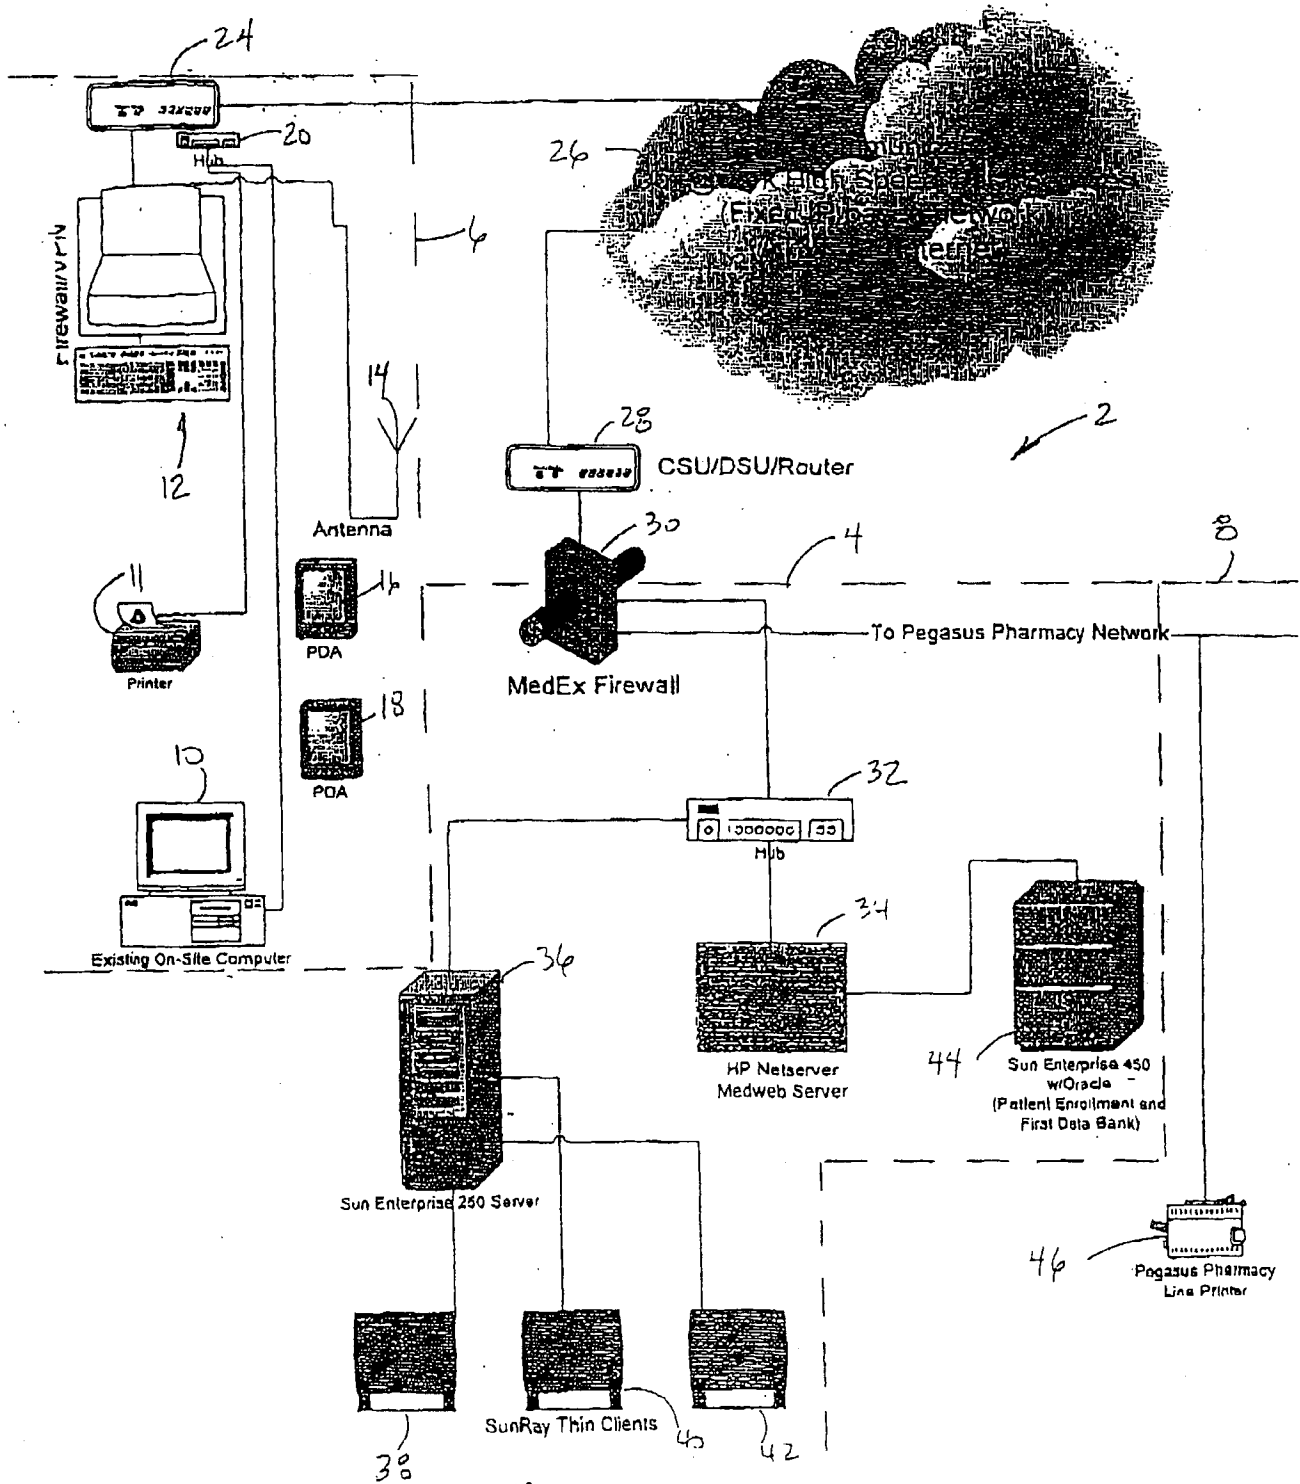 24
20
Hub
26
6
Firewall/VPN
(Fixed
14
28
2
CSU/DSU/Router
12
Antenna
30
4
8
11
16
To Pegasus Pharmacy Network
PDA
Printer
MedEx Firewall
18
10
PDA
32
Hub
34
36
Existing On-Site Computer
44
HP Netserver
Medweb Server
Sun Enterprise 450
w/Oracle
(Patient Enrollment and
First Data Bank)
Sun Enterprise 250 Server
46
Pegasus Pharmacy
Line Printer
SunRay Thin Clients
38
40
42